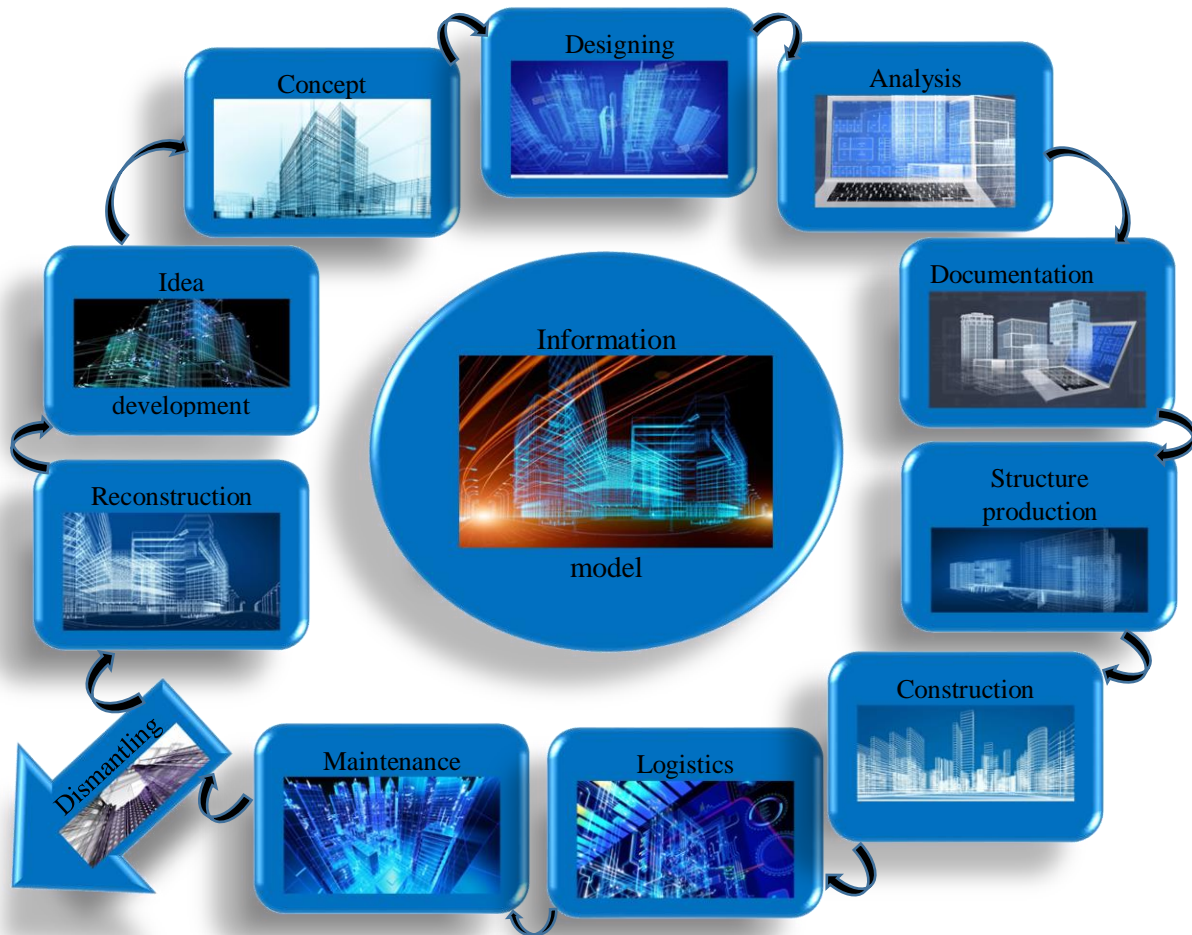 Concept
Designing
Analysis
Documentation
Structure
production
Construction
Logistics
Maintenance
Dismantling
Reconstruction
Idea
development
Information
model